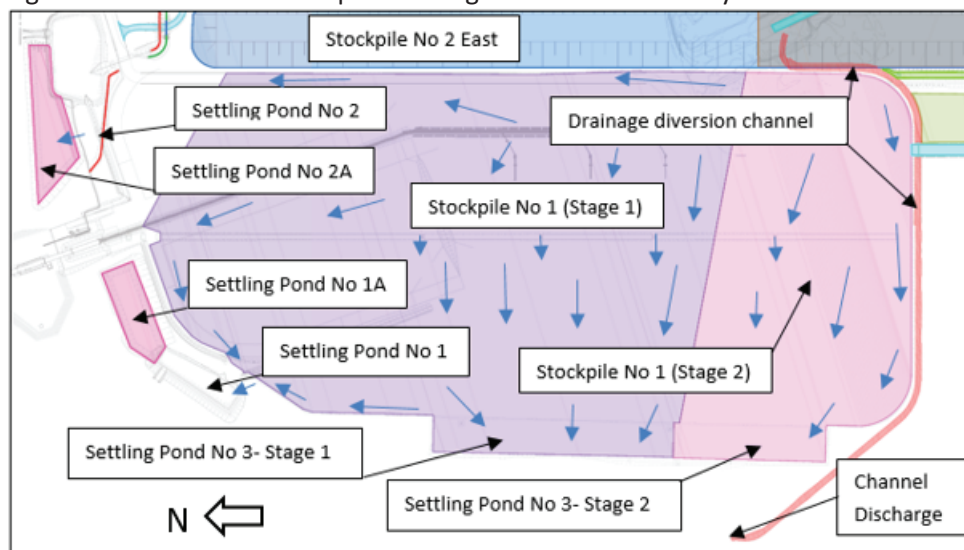 Stockpile No 2 East
Settling Pond No 2
Drainage diversion channel
Settling Pond No 2A
Stockpile No 1 (Stage 1)
Settling Pond No 1A
Settling Pond No 1
Stockpile No 1 (Stage 2)
Settling Pond No 3- Stage 1
Settling Pond No 3- Stage 2
Channel
Discharge
N